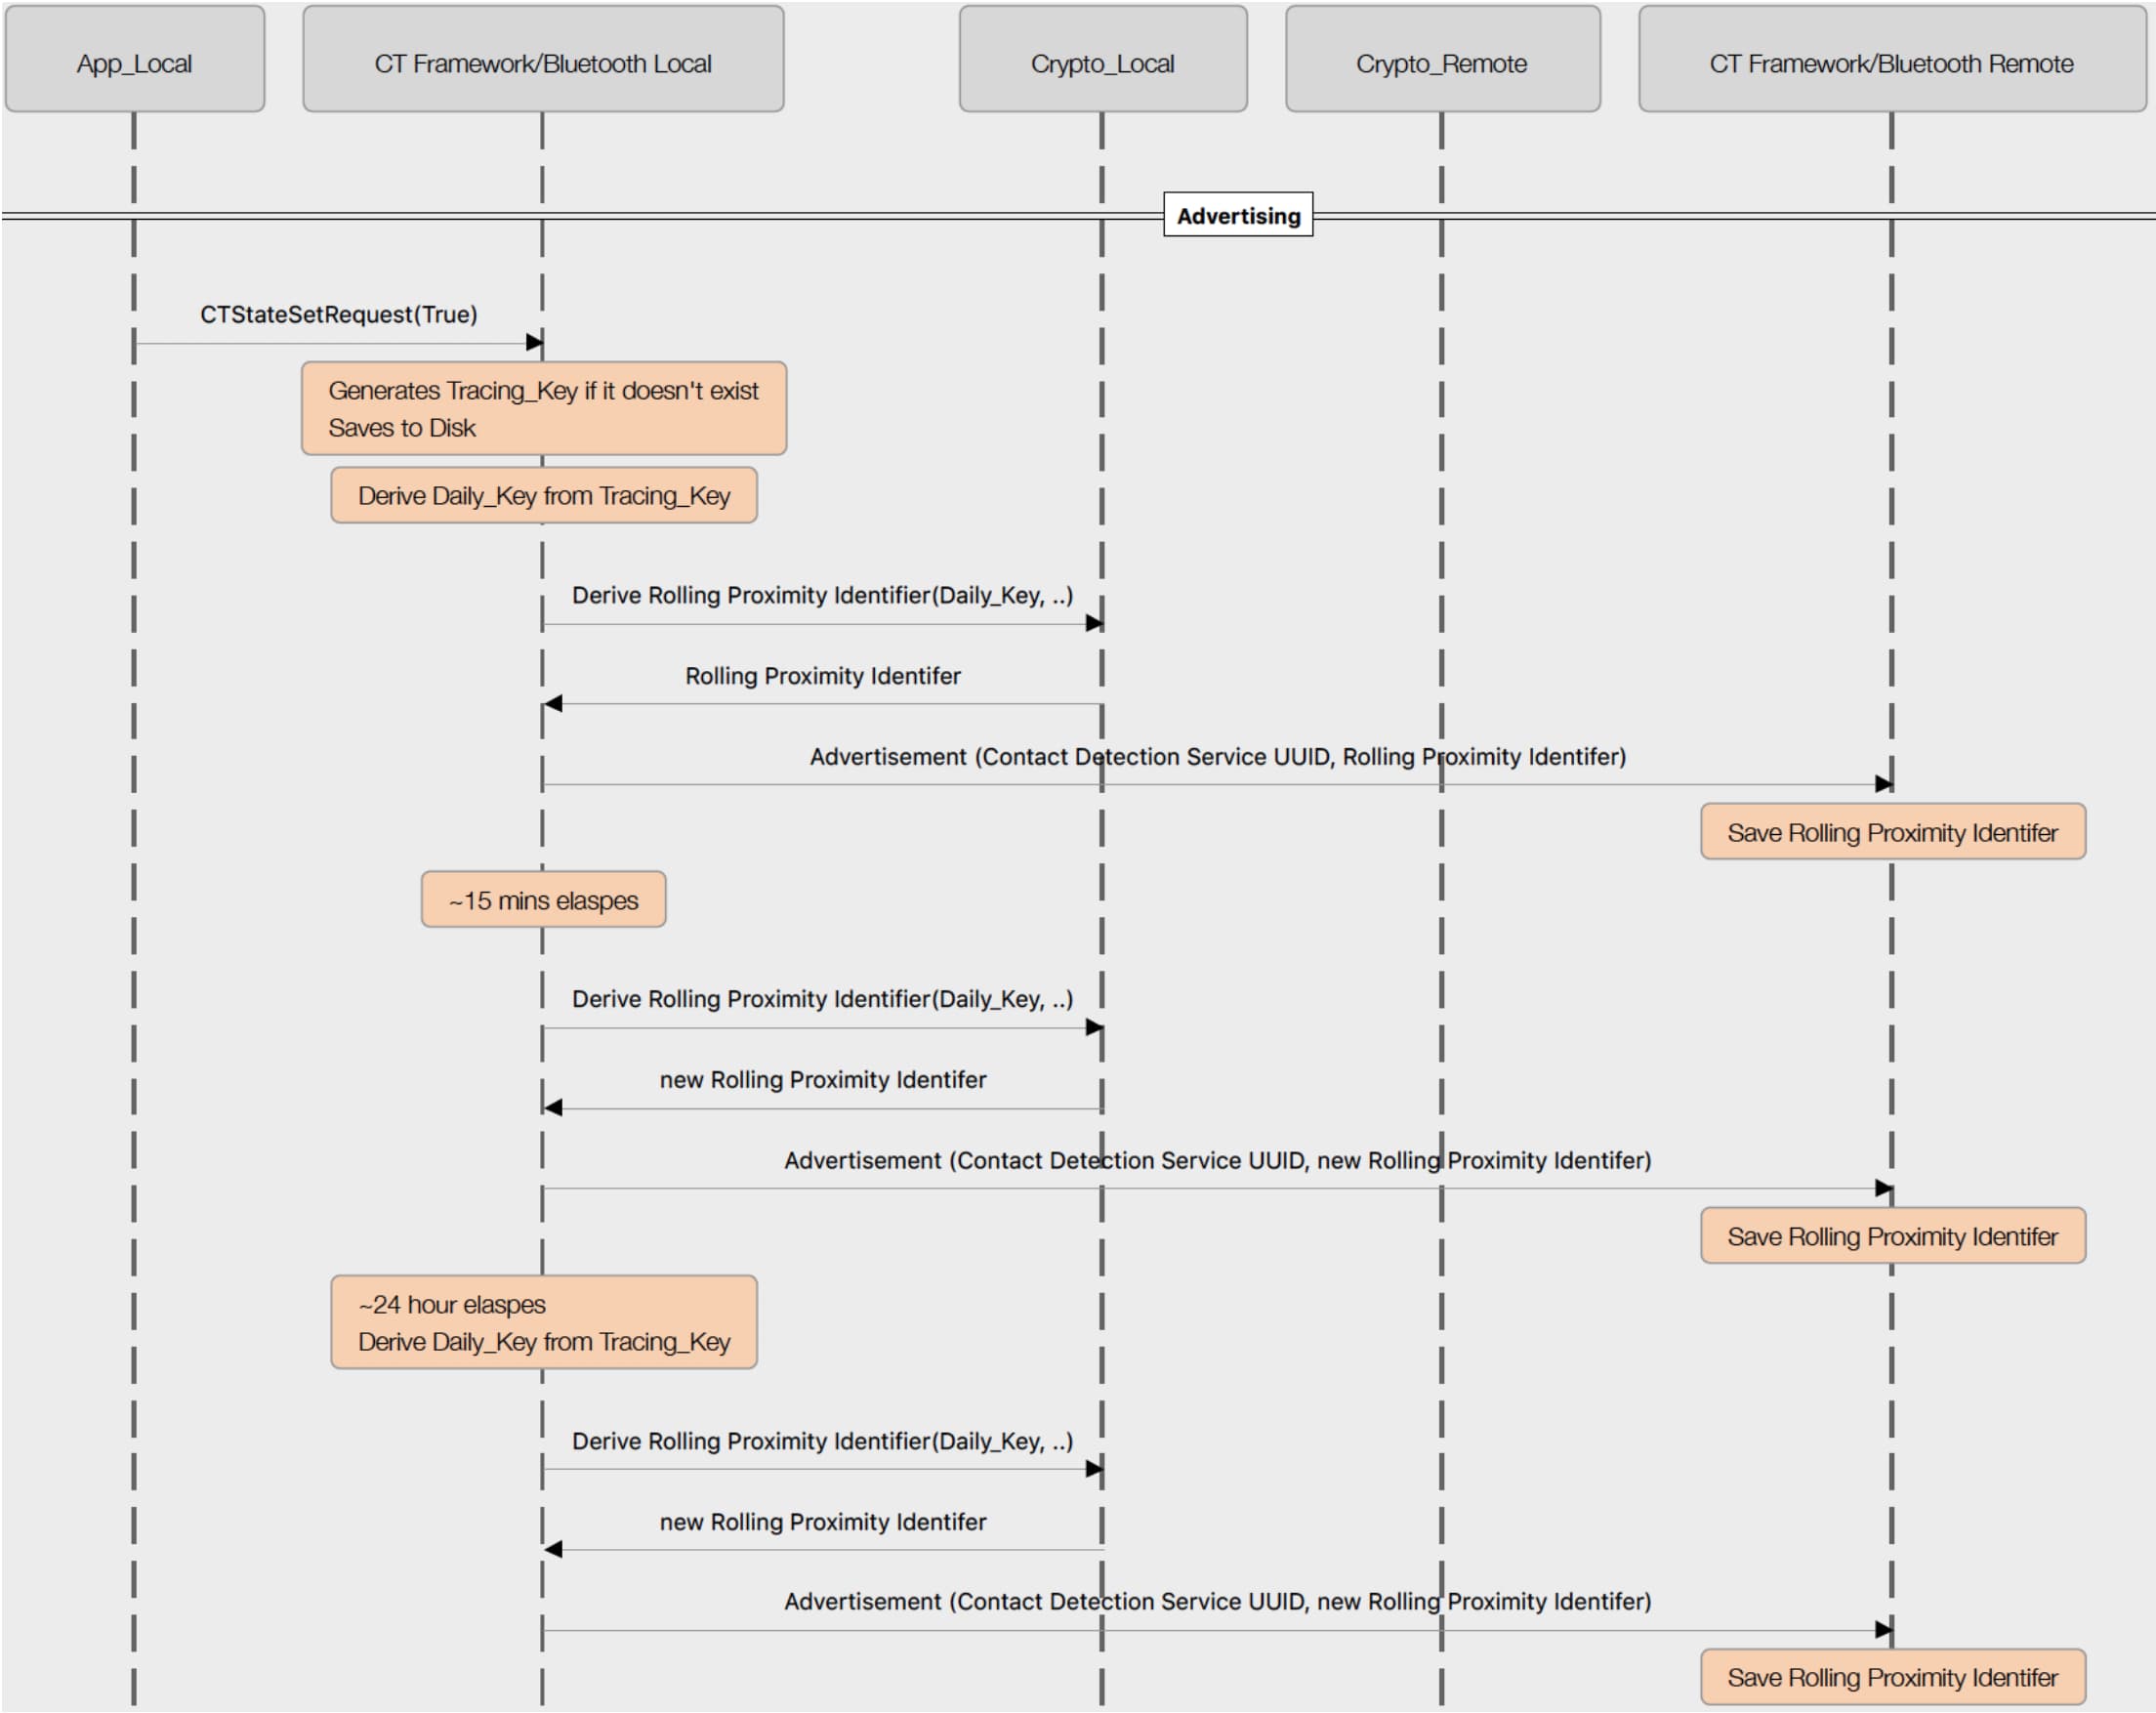 App_Local
CT Framework/Bluetooth Local
Crypto_Local
Crypto_Remote
CT Framework/Bluetooth Remote
Advertising
CTStateSetRequest(True)
Generates Tracing_Key if it doesn't exist
Saves to Disk
Derive Daily_Key from Tracing_Key
Derive Rolling Proximity Identifier(Daily_Key, ..)
Rolling Proximity Identifer
Advertisement (Contact Detection Service UUID, Rolling Proximity Identifer)
Save Rolling Proximity Identifer
~15 mins elaspes
Derive Rolling Proximity Identifier(Daily_Key, ..)
new Rolling Proximity Identifer
Advertisement (Contact Detection Service UUID, new Rolling Proximity Identifer)
Save Rolling Proximity Identifer
~24 hour elaspes
Derive Daily_Key from Tracing_Key
Derive Rolling Proximity Identifier(Daily_Key, ..)
new Rolling Proximity Identifer
Advertisement (Contact Detection Service UUID, new Rolling Proximity Identifer)
Save Rolling Proximity Identifer